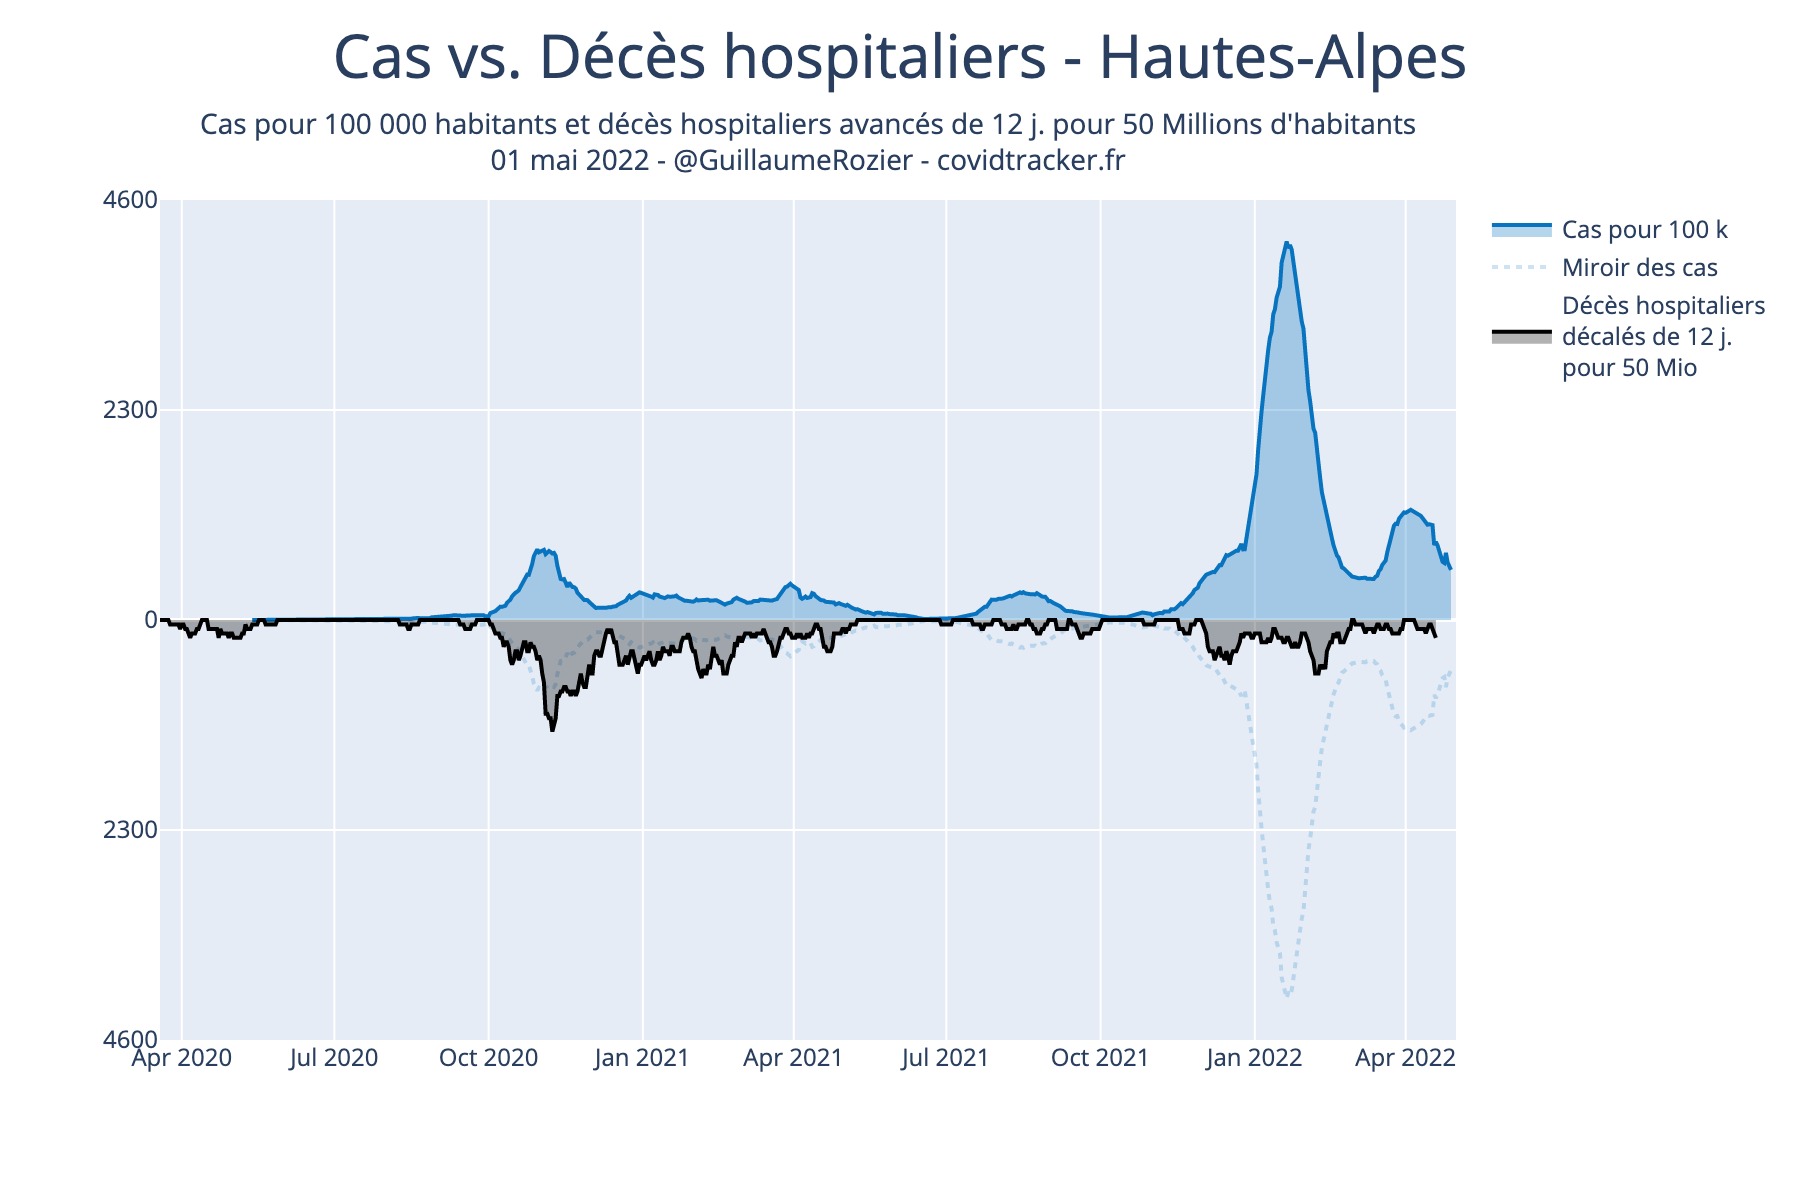 Cas vs. Décès hospitaliers - Hautes-Alpes
Cas pour 100 000 habitants et décès hospitaliers avancés de 12 j. pour 50 Millions d'habitants
01 mai 2022 - @GuillaumeRozier - covidtracker.fr
4600
2300
0
2300
4600
Apr 2020
Jul 2020
Oct 2020
Jan 2021
Apr 2021
Jul 2021
Oct 2021
Jan 2022
Apr 2022
Cas pour 100 k
Miroir des cas
Décès hospitaliers
décalés de 12 j.
pour 50 Mio